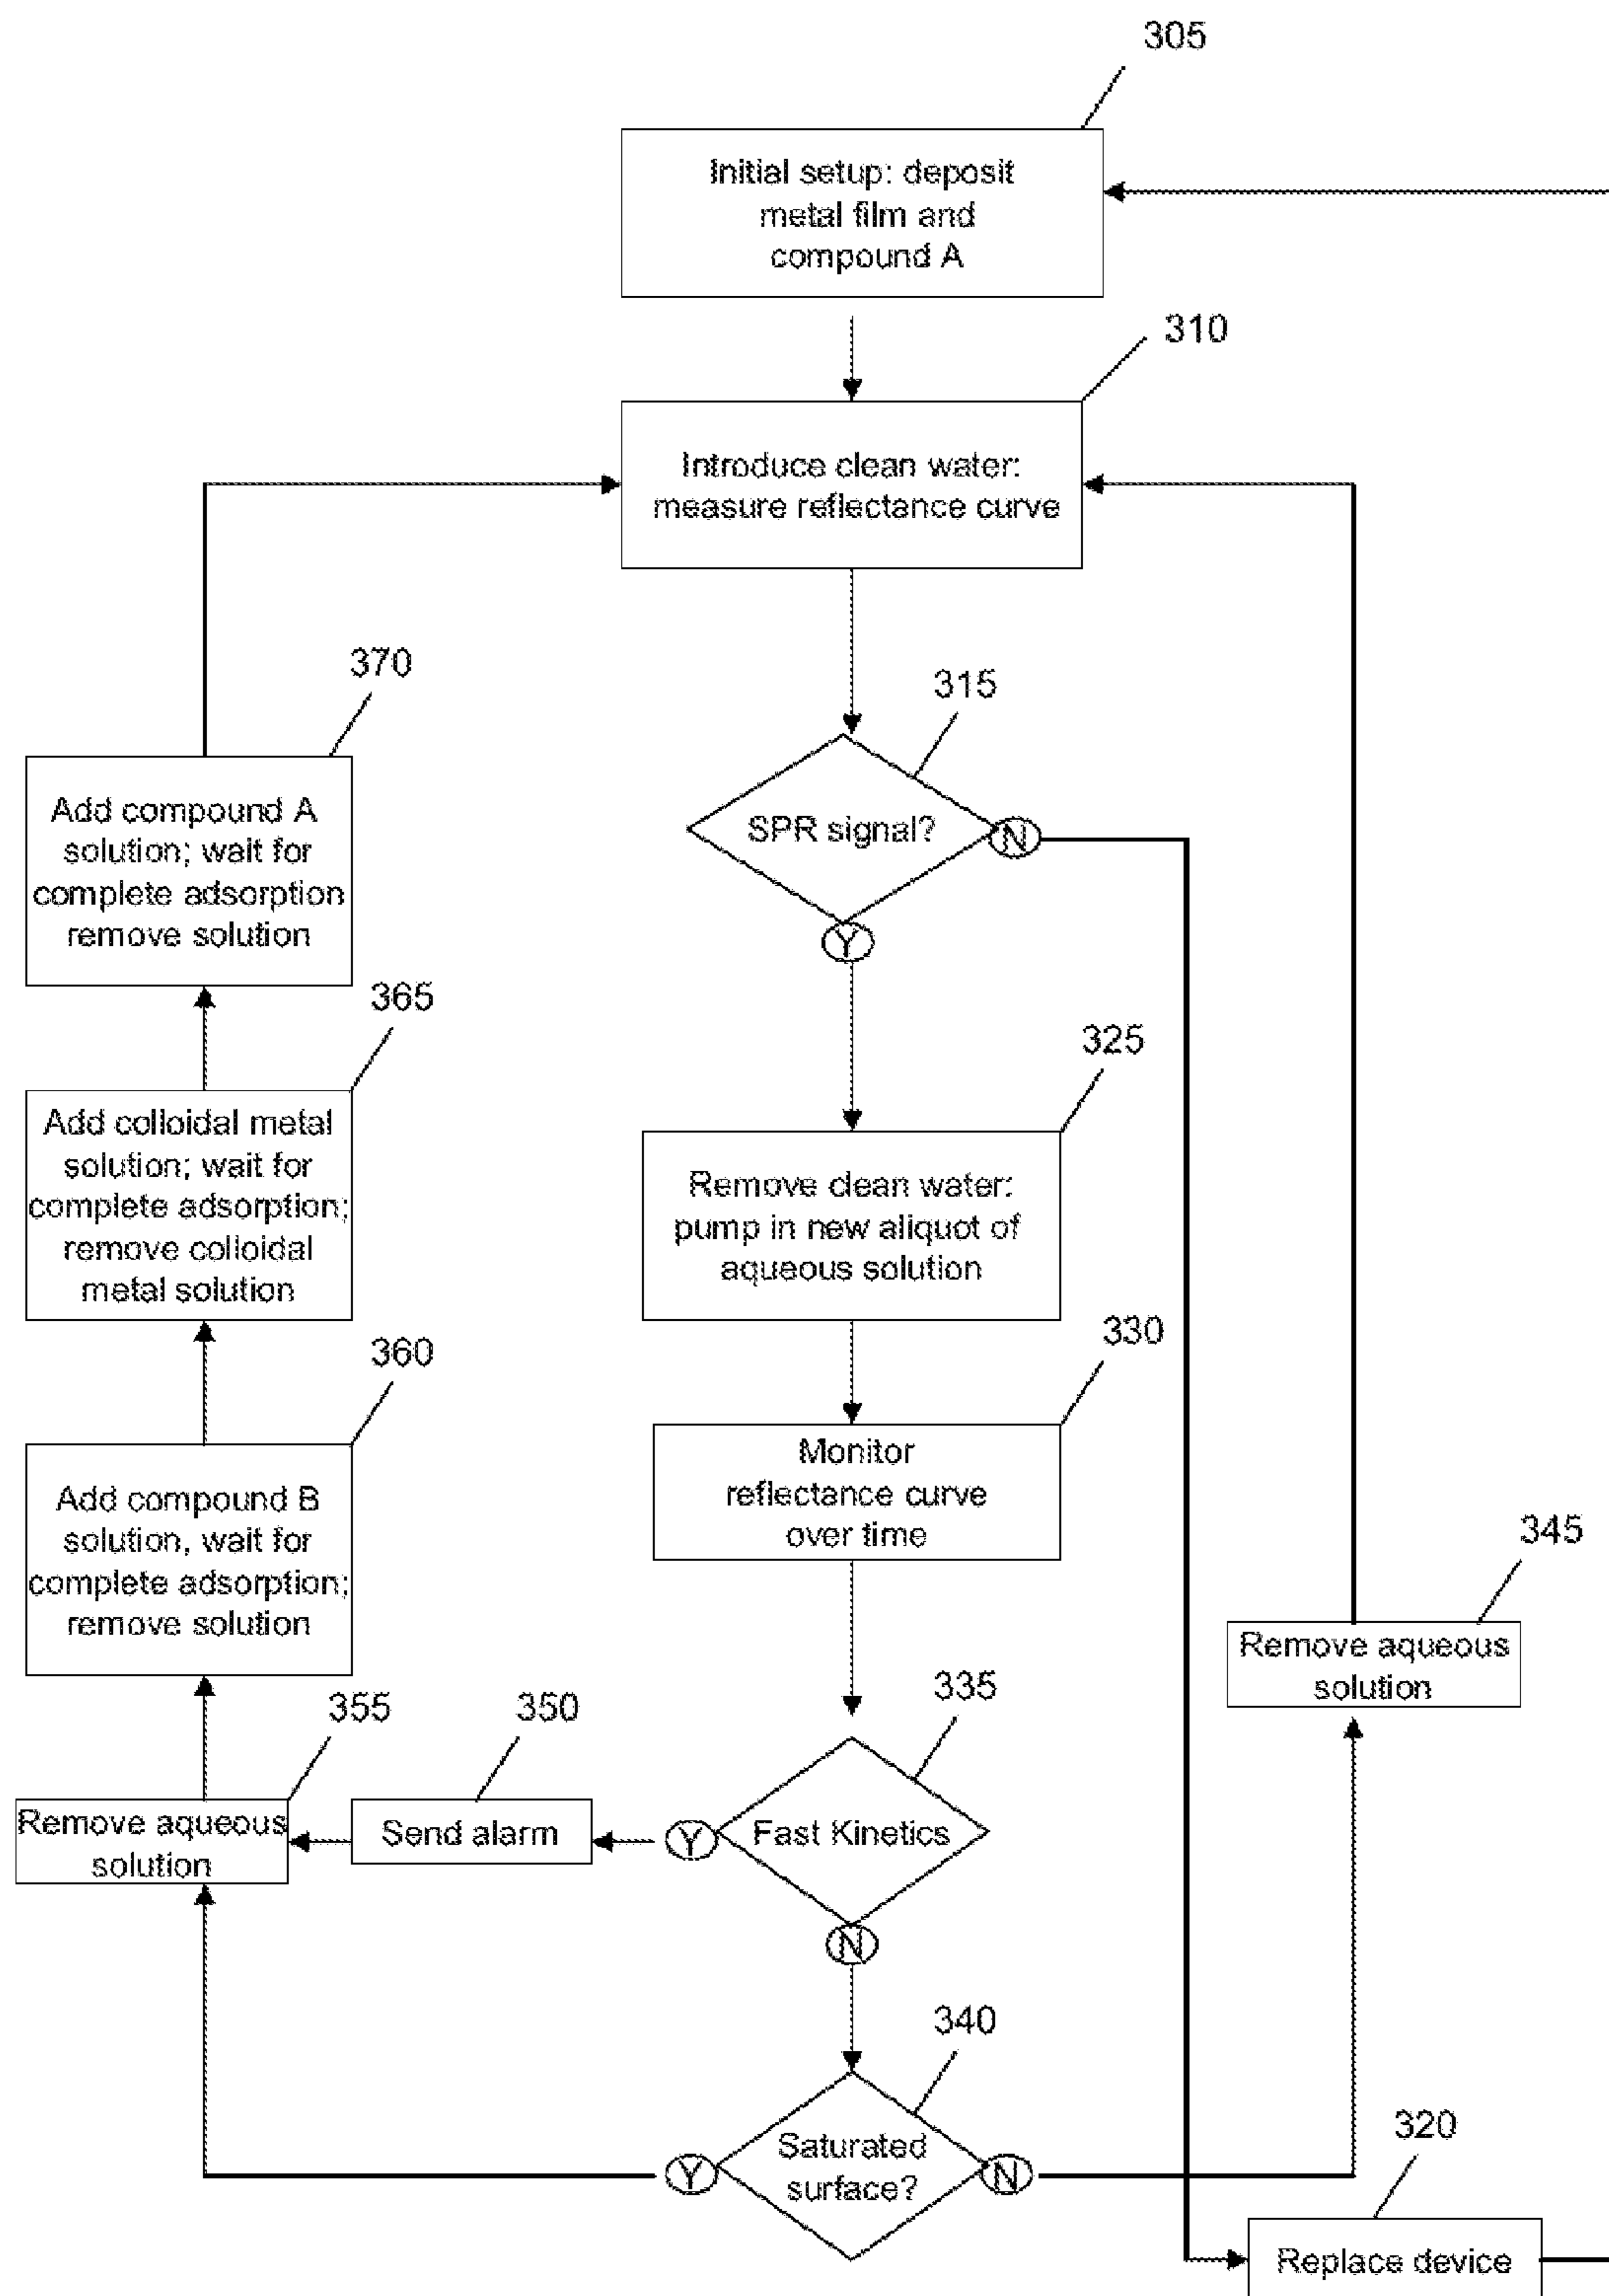 305
Initial setup: deposit
metal film and
compound A
310
Introduce clean water:
measure reflectance curve
315
SPR signal?
N
Y
325
Remove clean water:
pump in new aliquot of
aqueous solution
330
Monitor
reflectance curve
over time
335
Fast Kinetics
Y
N
340
Saturated
surface?
Y
N
345
Remove aqueous
solution
320
Replace device
350
Send alarm
355
Remove aqueous
solution
360
Add compound B
solution, wait for
complete adsorption;
remove solution
365
Add colloidal metal
solution; wait for
complete adsorption;
remove colloidal
metal solution
370
Add compound A
solution; wait for
complete adsorption
remove solution